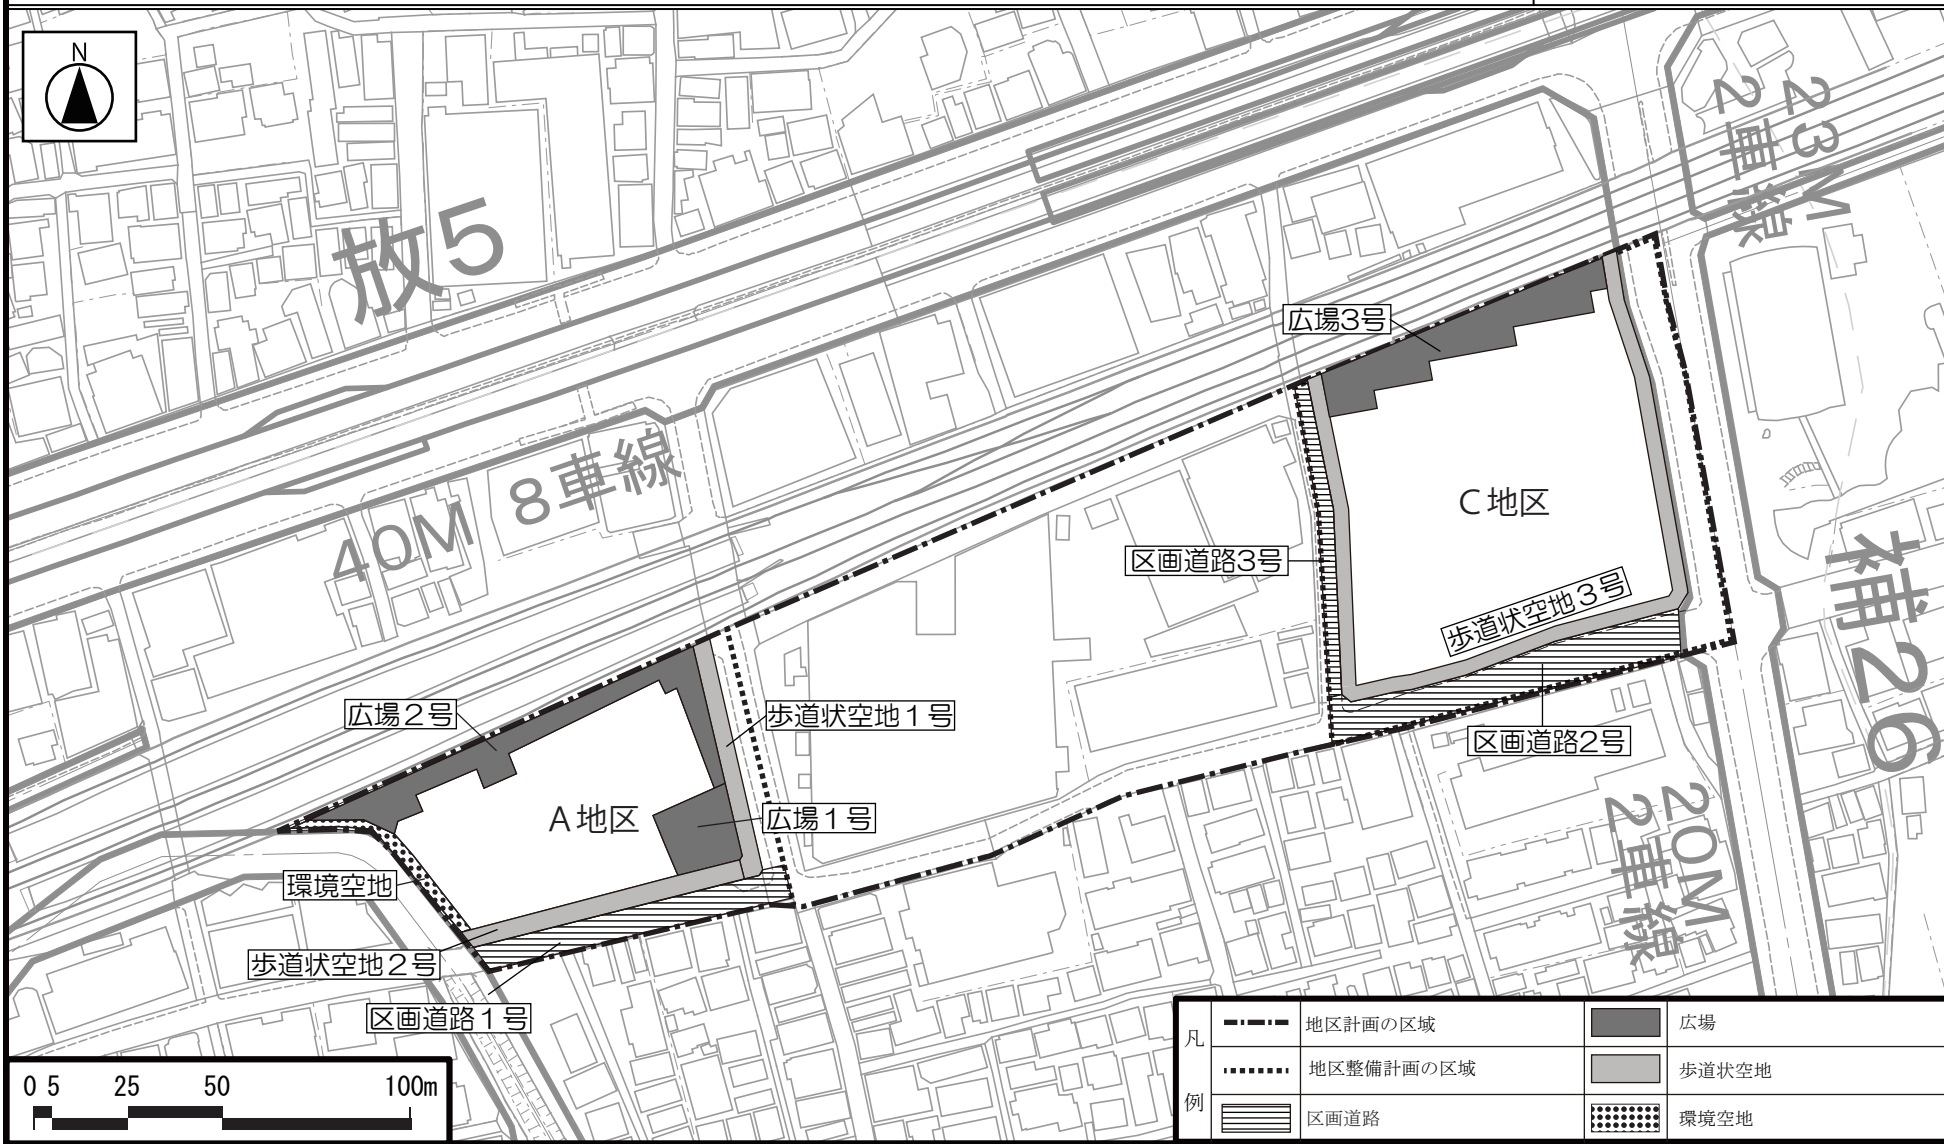 N
放5
23M
2車線
広場3号
40M 8車線
C地区
区画道路3号
歩道状空地3号
補26
広場2号
歩道状空地1号
区画道路2号
A地区
広場1号
20M
2車線
環境空地
歩道状空地2号
区画道路1号
凡例
地区計画の区域
広場
地区整備計画の区域
歩道状空地
区画道路
環境空地
0 5 25 50 100m